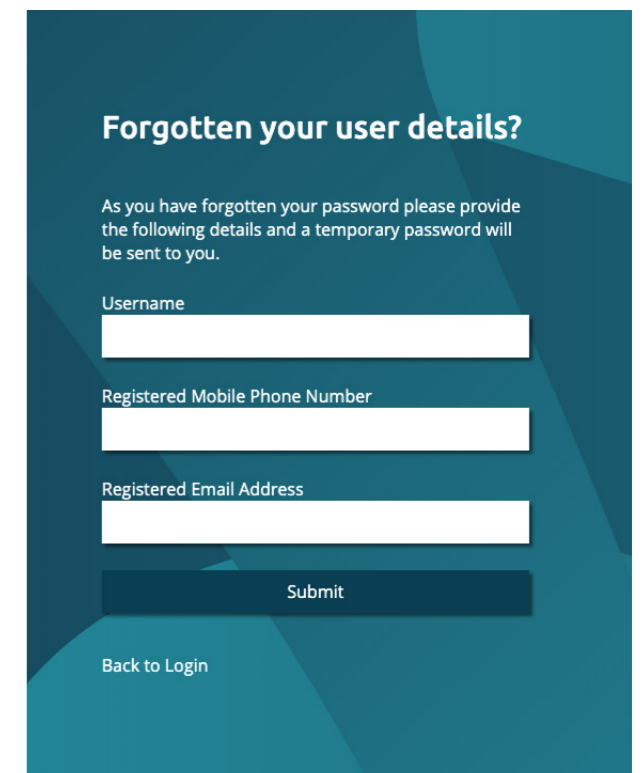 Forgotten your user details?
As you have forgotten your password please provide
the following details and a temporary password will
be sent to you.
Username
Registered Mobile Phone Number
Registered Email Address
Submit
Back to Login